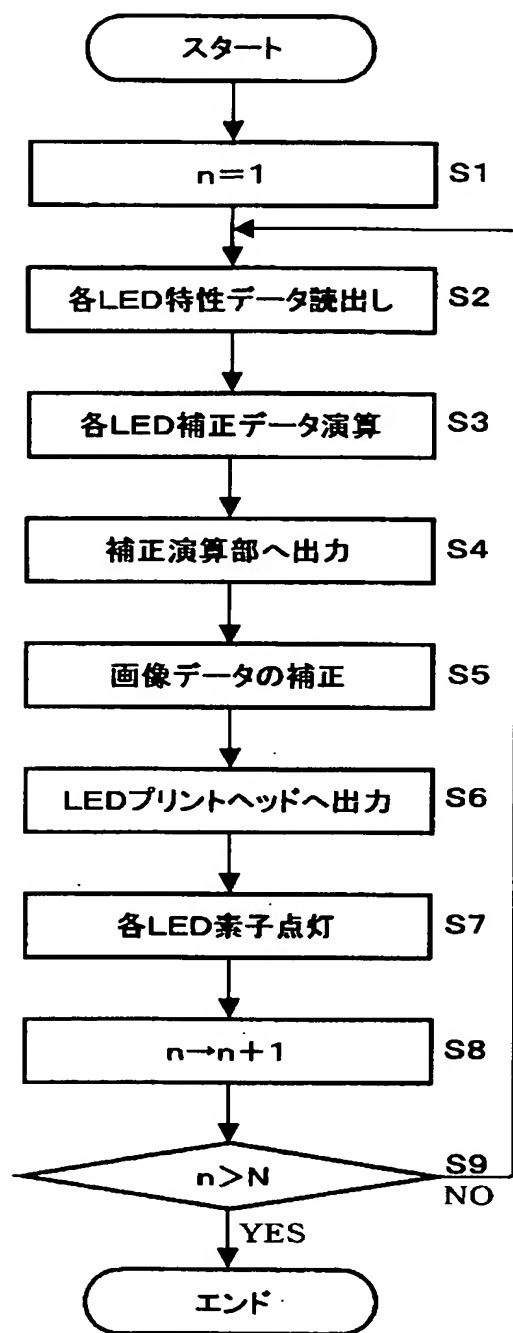 スタート
n=1 S1
各LED特性データ読出し S2
各LED補正データ演算 S3
補正演算部へ出力 S4
画像データの補正 S5
LEDプリントヘッドへ出力 S6
各LED素子点灯 S7
n→n+1 S8
n>N S9
NO
YES
エンド